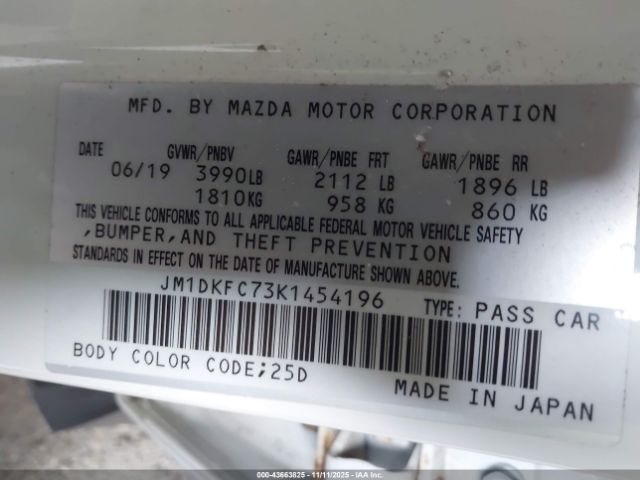 MFD. BY MAZDA MOTOR CORPORATION
DATE GVWR/PNBV GAWR/PNBE FRT GAWR/PNBE RR
06/19 3990LB 2112 LB 1896 LB
1810KG 958 KG 860 KG
THIS VEHICLE CONFORMS TO ALL APPLICABLE FEDERAL MOTOR VEHICLE SAFETY
,BUMPER,AND THEFT PREVENTION
STANDARDS IN EFFECT ON THE DATE OF MANUFACTURE SHOWN ABOVE.
JM1DKFC73K1454196 TYPE: PASS CAR
BODY COLOR CODE;25D MADE IN JAPAN
000-43663825 - 11/11/2025 - IAAI.COM